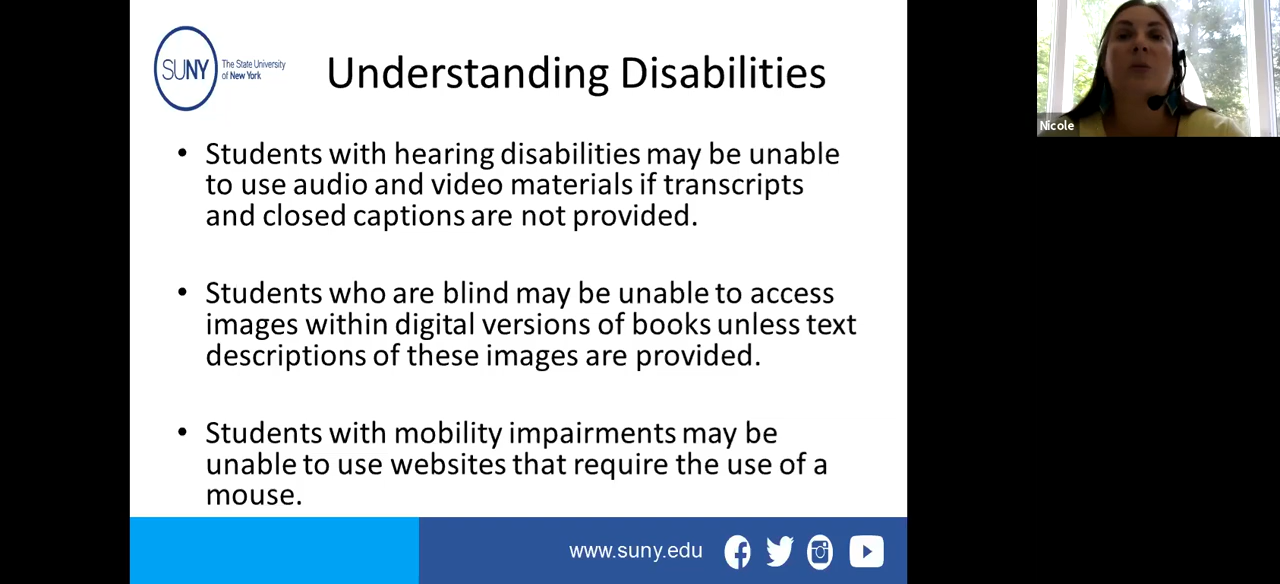 SUNY
The State University
of New York
Understanding Disabilities
• Students with hearing disabilities may be unable
to use audio and video materials if transcripts
and closed captions are not provided.
• Students who are blind may be unable to access
images within digital versions of books unless text
descriptions of these images are provided.
• Students with mobility impairments may be
unable to use websites that require the use of a
mouse.
www.suny.edu
Nicole